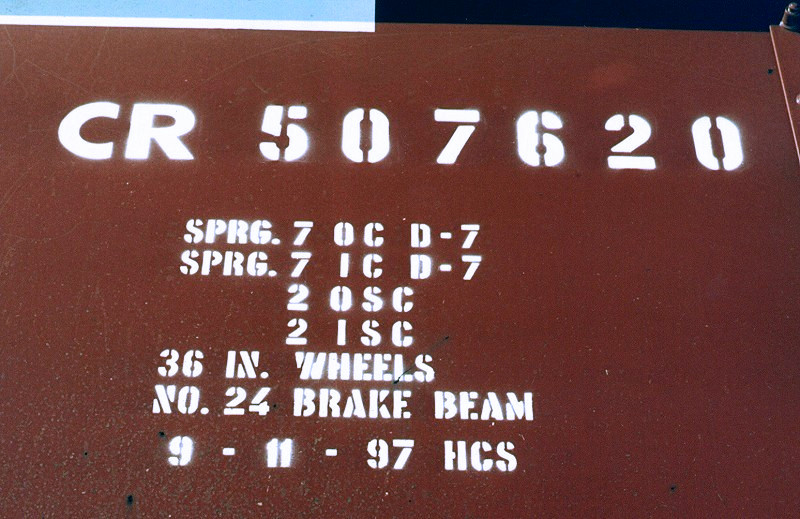 CR 507620
SPRG. 7 OC D-7
SPRG. 7 IC D-7
2 OSC
2 ISC
36 IN. WHEELS
NO. 24 BRAKE BEAM
9 - 11 - 97 HCS